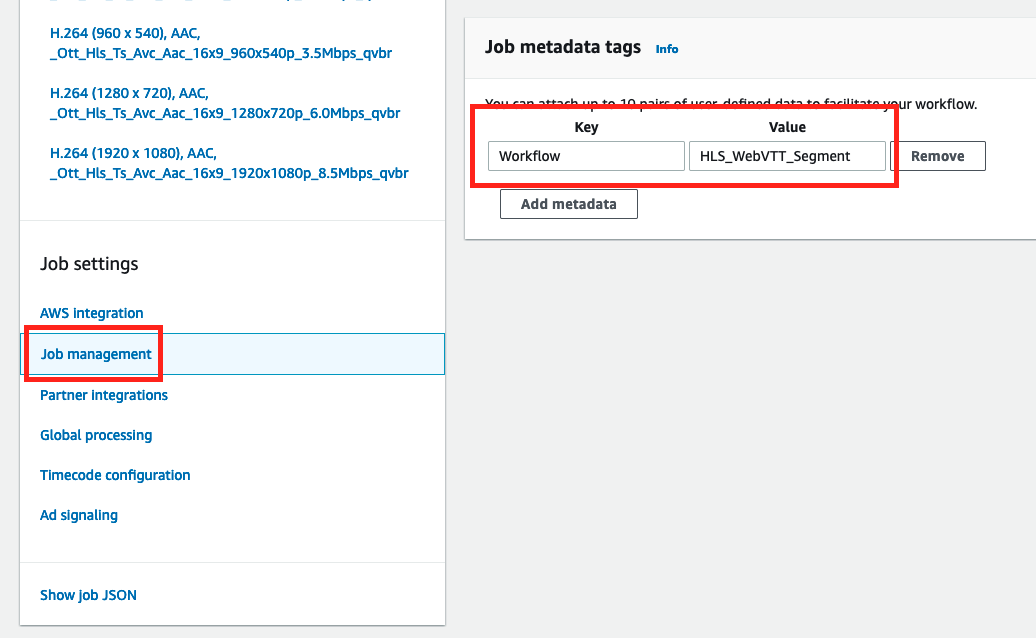 H.264 (960 x 540), AAC,
_Ott_Hls_Ts_Avc_Aac_16x9_960x540p_3.5Mbps_qvbr
H.264 (1280 x 720), AAC,
_Ott_Hls_Ts_Avc_Aac_16x9_1280x720p_6.0Mbps_qvbr
H.264 (1920 x 1080), AAC,
_Ott_Hls_Ts_Avc_Aac_16x9_1920x1080p_8.5Mbps_qvbr
Job settings
AWS integration
Job management
Partner integrations
Global processing
Timecode configuration
Ad signaling
Show job JSON
Job metadata tags Info
You can attach up to 10 pairs of user-defined data to facilitate your workflow.
Key Value
Workflow HLS_WebVTT_Segment Remove
Add metadata